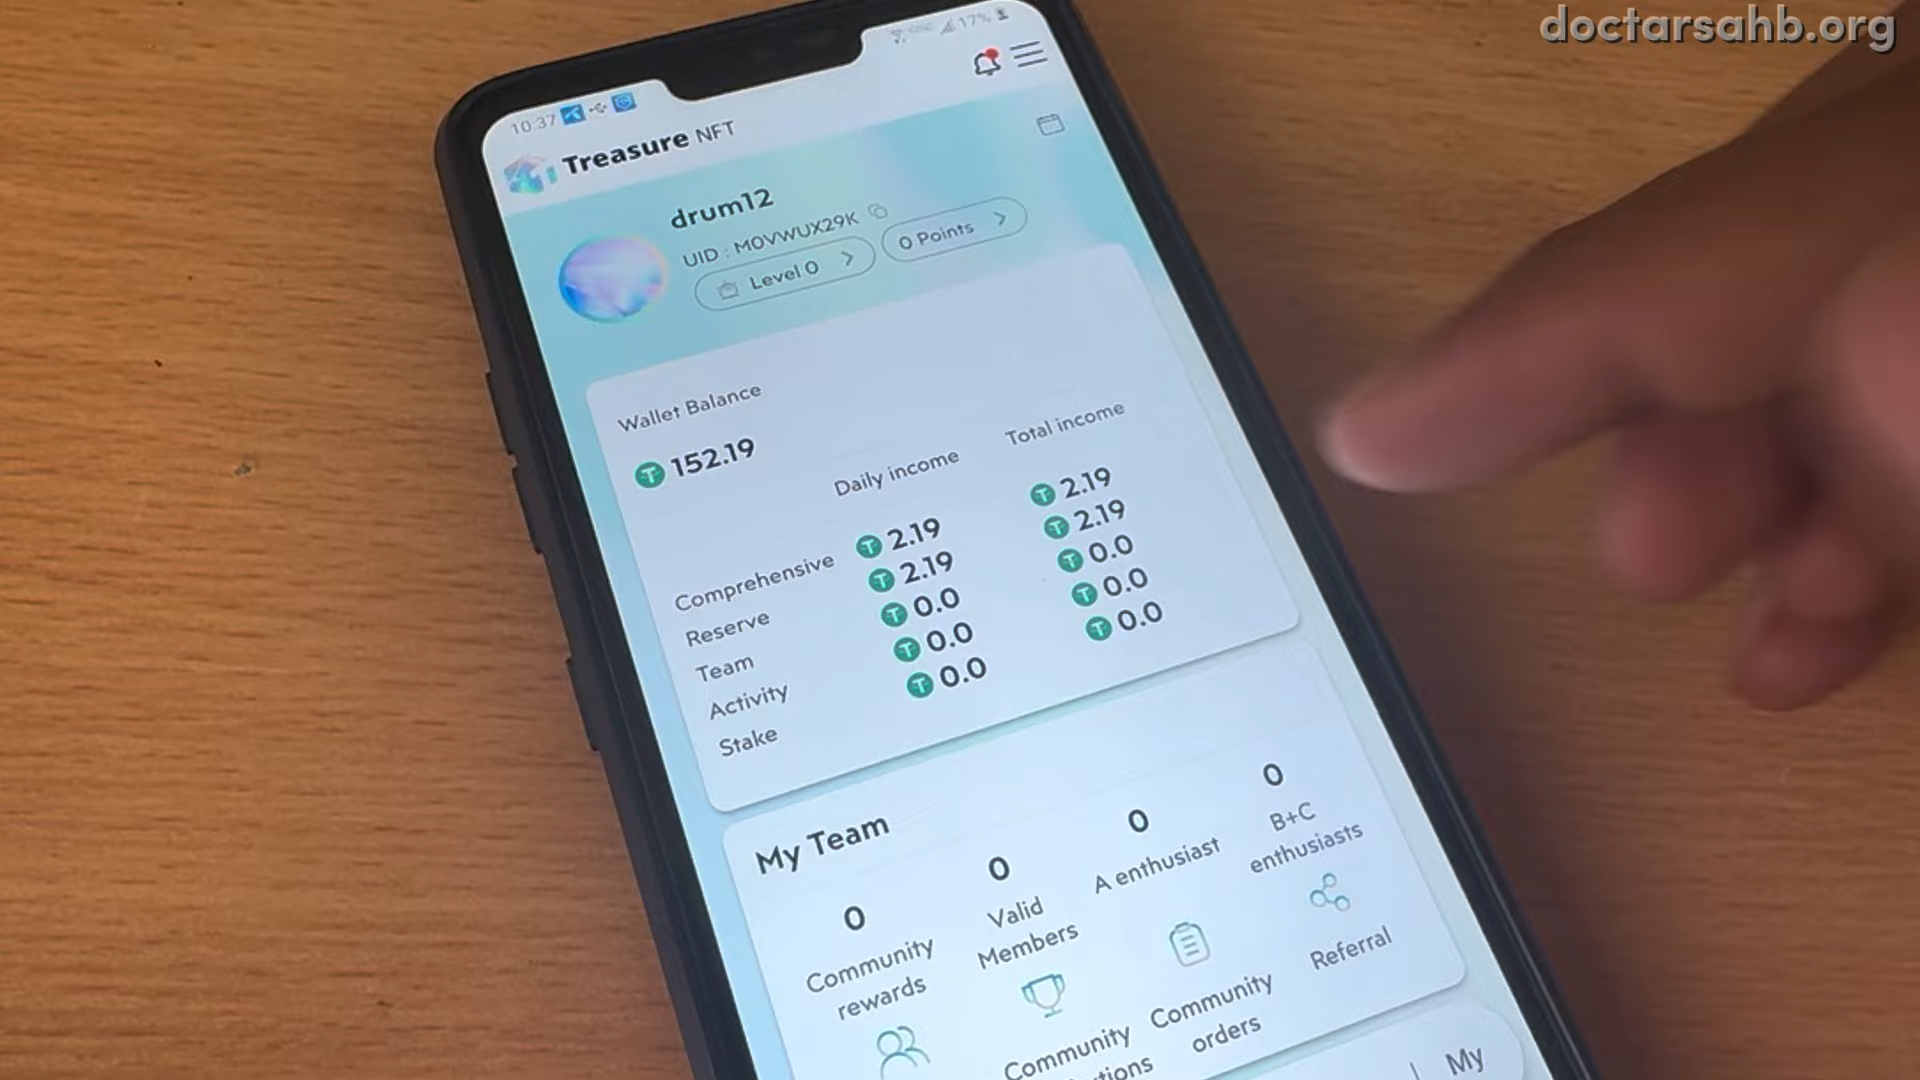 doctarsahb.org
17%
10:37
Treasure NFT
drum12
UID : M0VWUX29K
Level 0
0 Points
Wallet Balance
152.19
Daily income
Total income
Comprehensive
2.19
2.19
Reserve
2.19
2.19
Team
0.0
0.0
Activity
0.0
0.0
Stake
0.0
0.0
My Team
0
Community
rewards
0
Valid
Members
0
A enthusiast
0
B+C
enthusiasts
Community
Community
orders
Referral
My